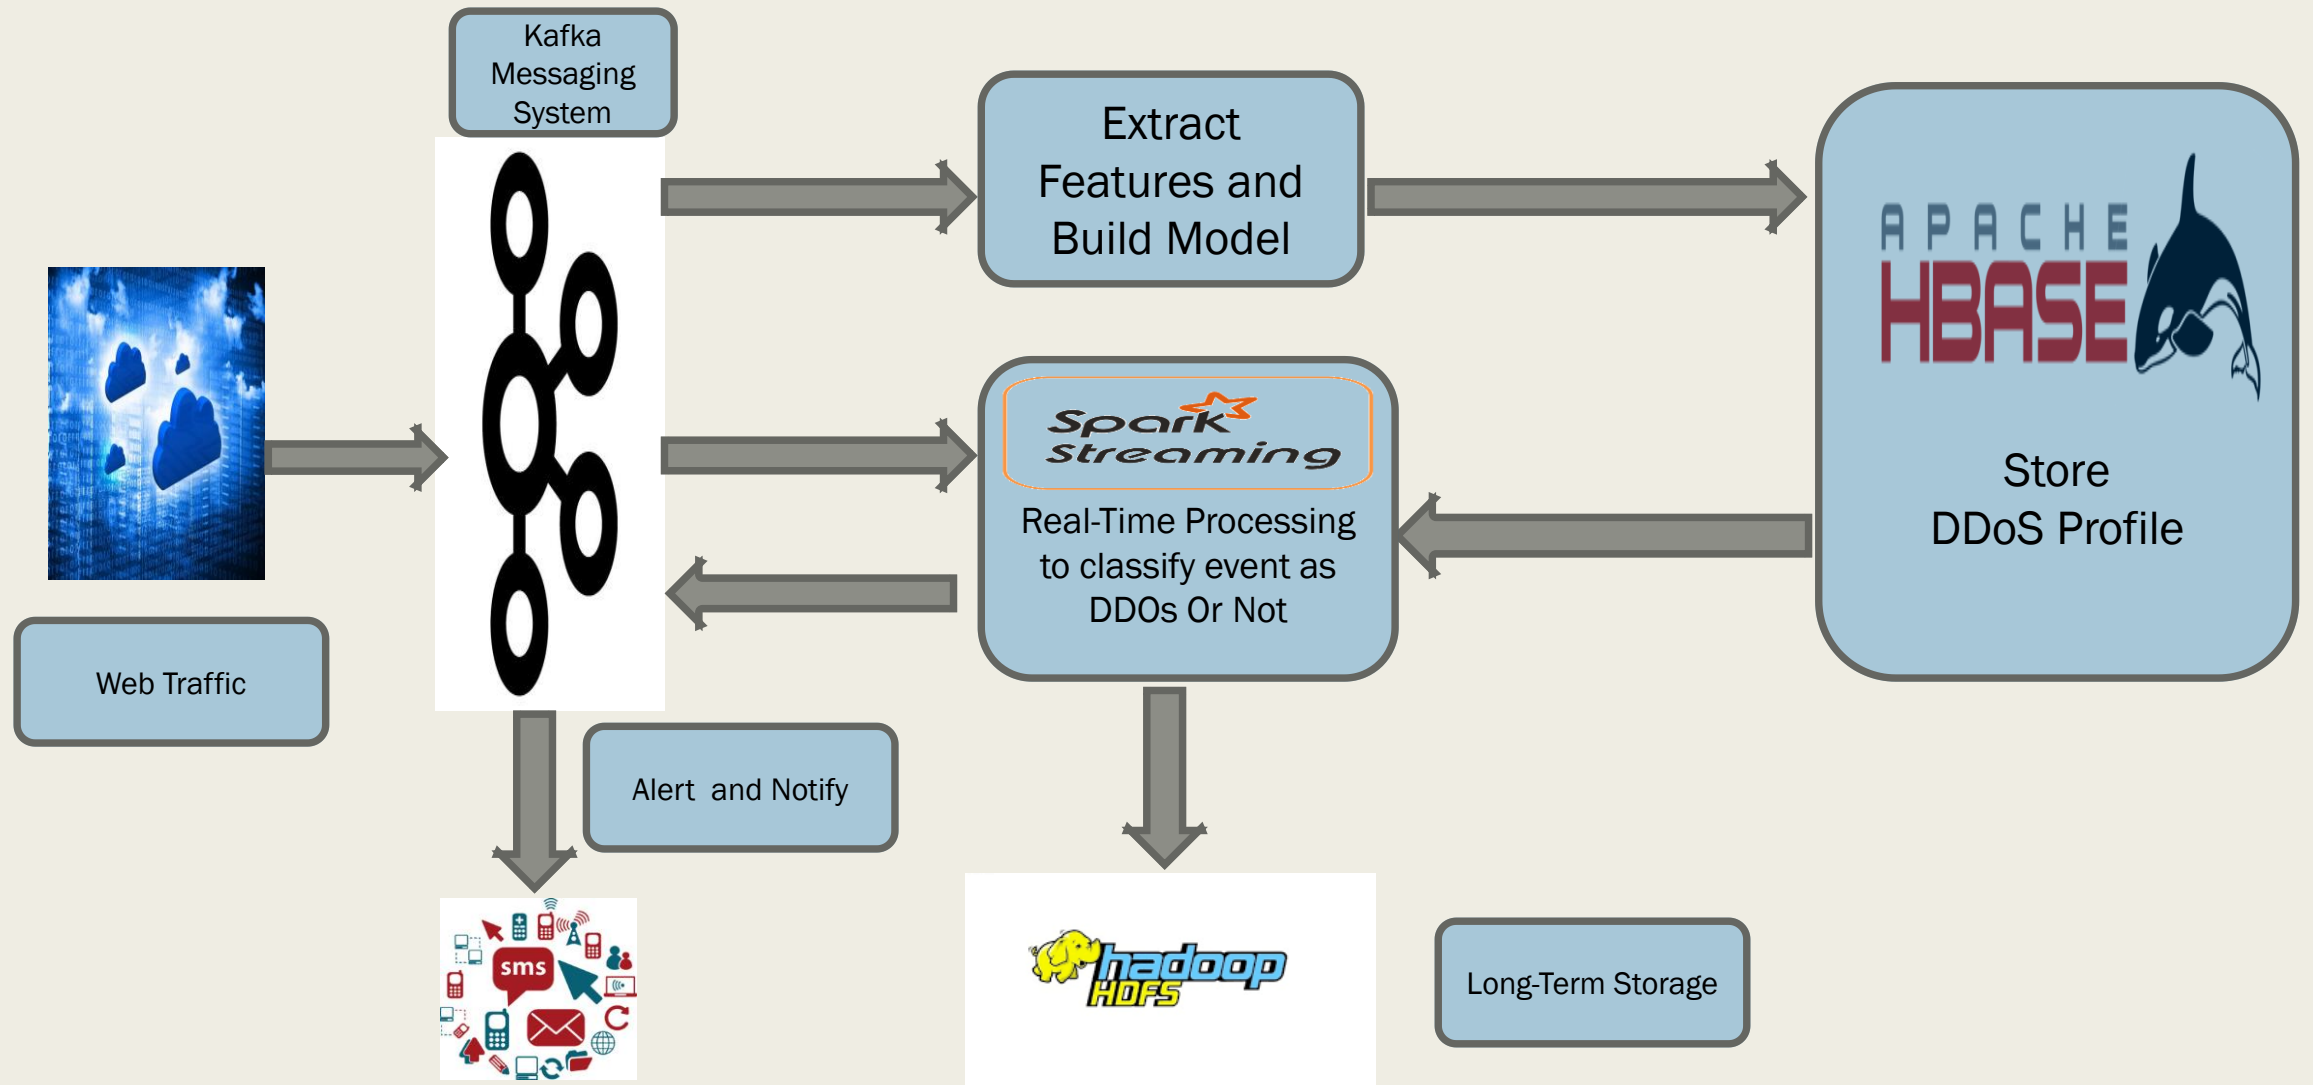 Kafka
Messaging
System
Extract
Features and
Build Model
APACHE
HBASE
Store
DDoS Profile
Spark
Streaming
Real-Time Processing
to classify event as
DDOs Or Not
Web Traffic
Alert and Notify
sms
hadoop
HDFS
Long-Term Storage